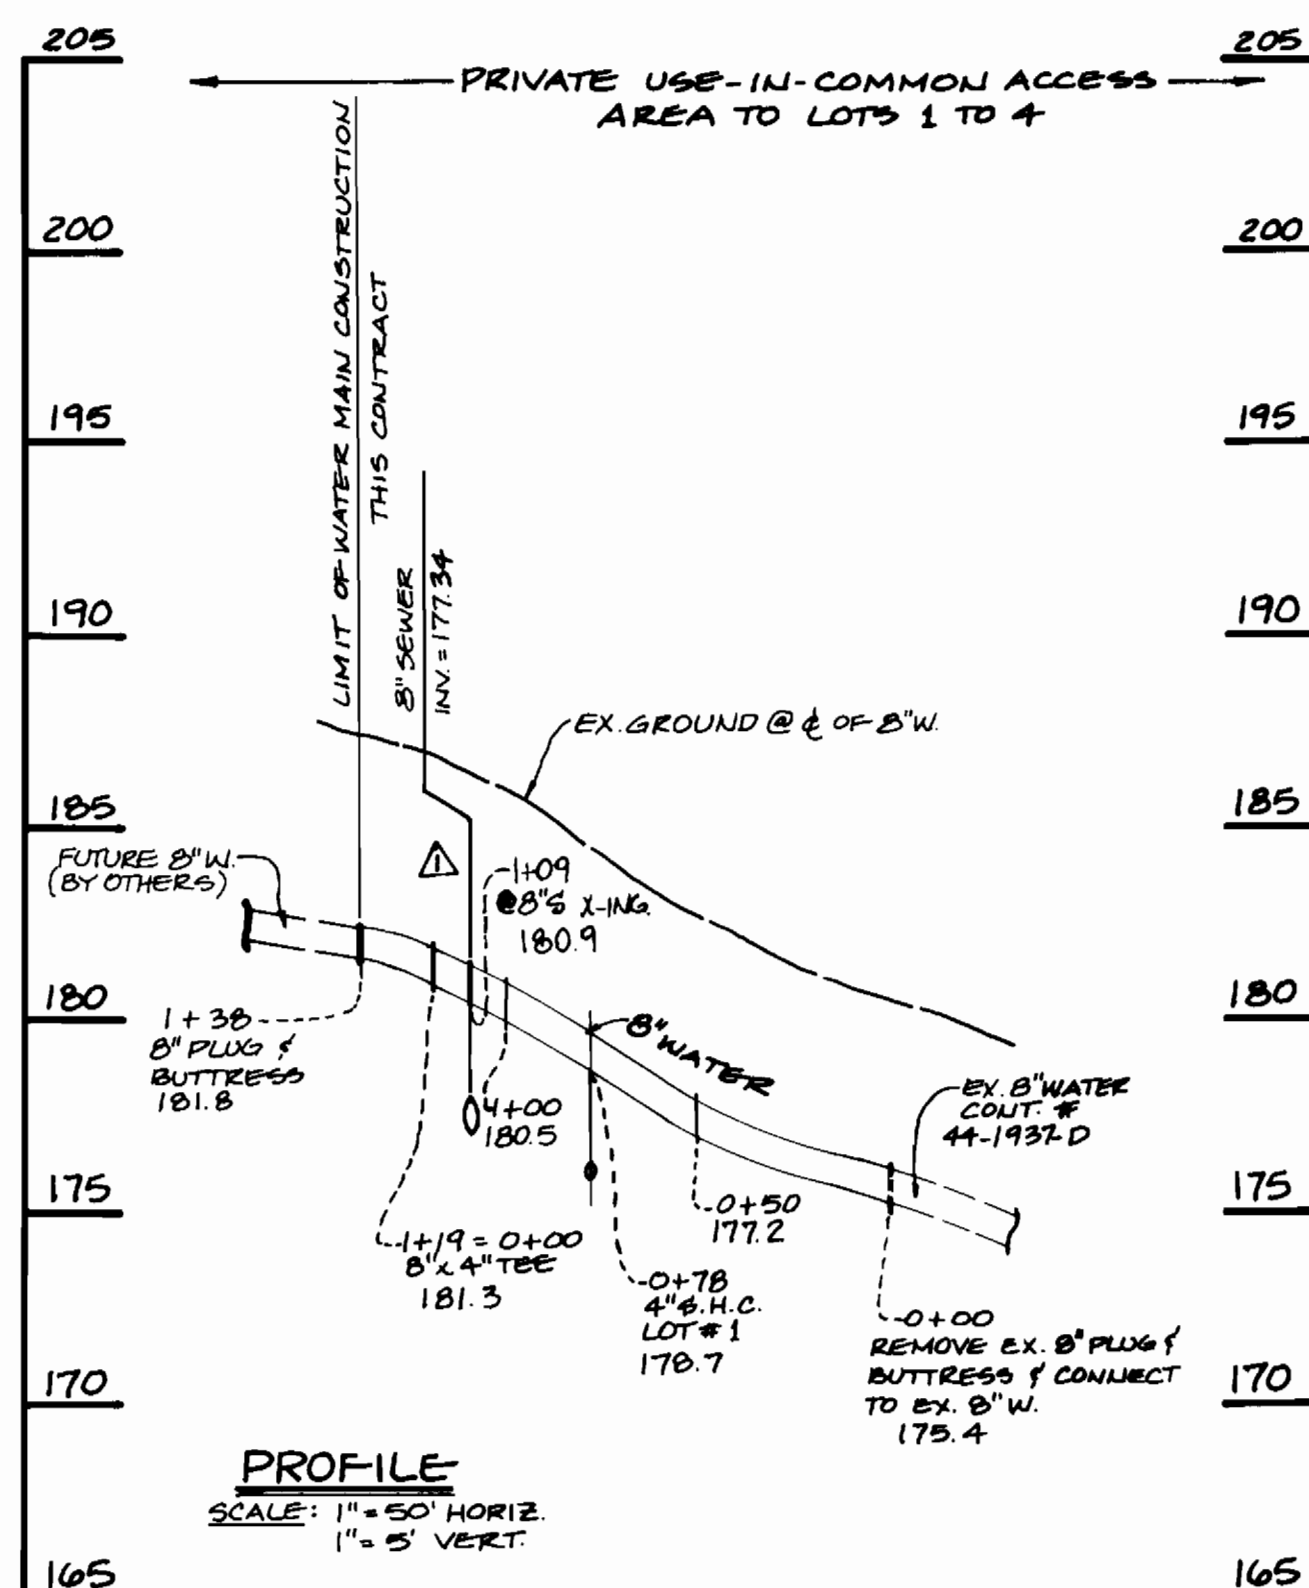 205
205
PRIVATE USE-IN-COMMON ACCESS
AREA TO LOTS 1 TO 4
LIMIT OF WATER MAIN CONSTRUCTION
THIS CONTRACT
200
200
195
195
8" SEWER
INV. = 177.34
190
190
EX. GROUND @ ℄ OF 8"W.
185
185
FUTURE 8"W.
(BY OTHERS)
1
1+09
@8"S X-ING.
180.9
180
180
1+38
8" PLUG &
BUTTRESS
181.8
8" WATER
4+00
180.5
EX. 8" WATER
CONT. #
44-1937-D
175
175
0+50
177.2
1+19 = 0+00
8"x 4" TEE
181.3
0+78
4" S.H.C.
LOT # 1
178.7
0+00
REMOVE EX. 8" PLUG &
BUTTRESS & CONNECT
TO EX. 8" W.
175.4
170
170
PROFILE
SCALE: 1" = 50' HORIZ.
1" = 5' VERT.
165
165